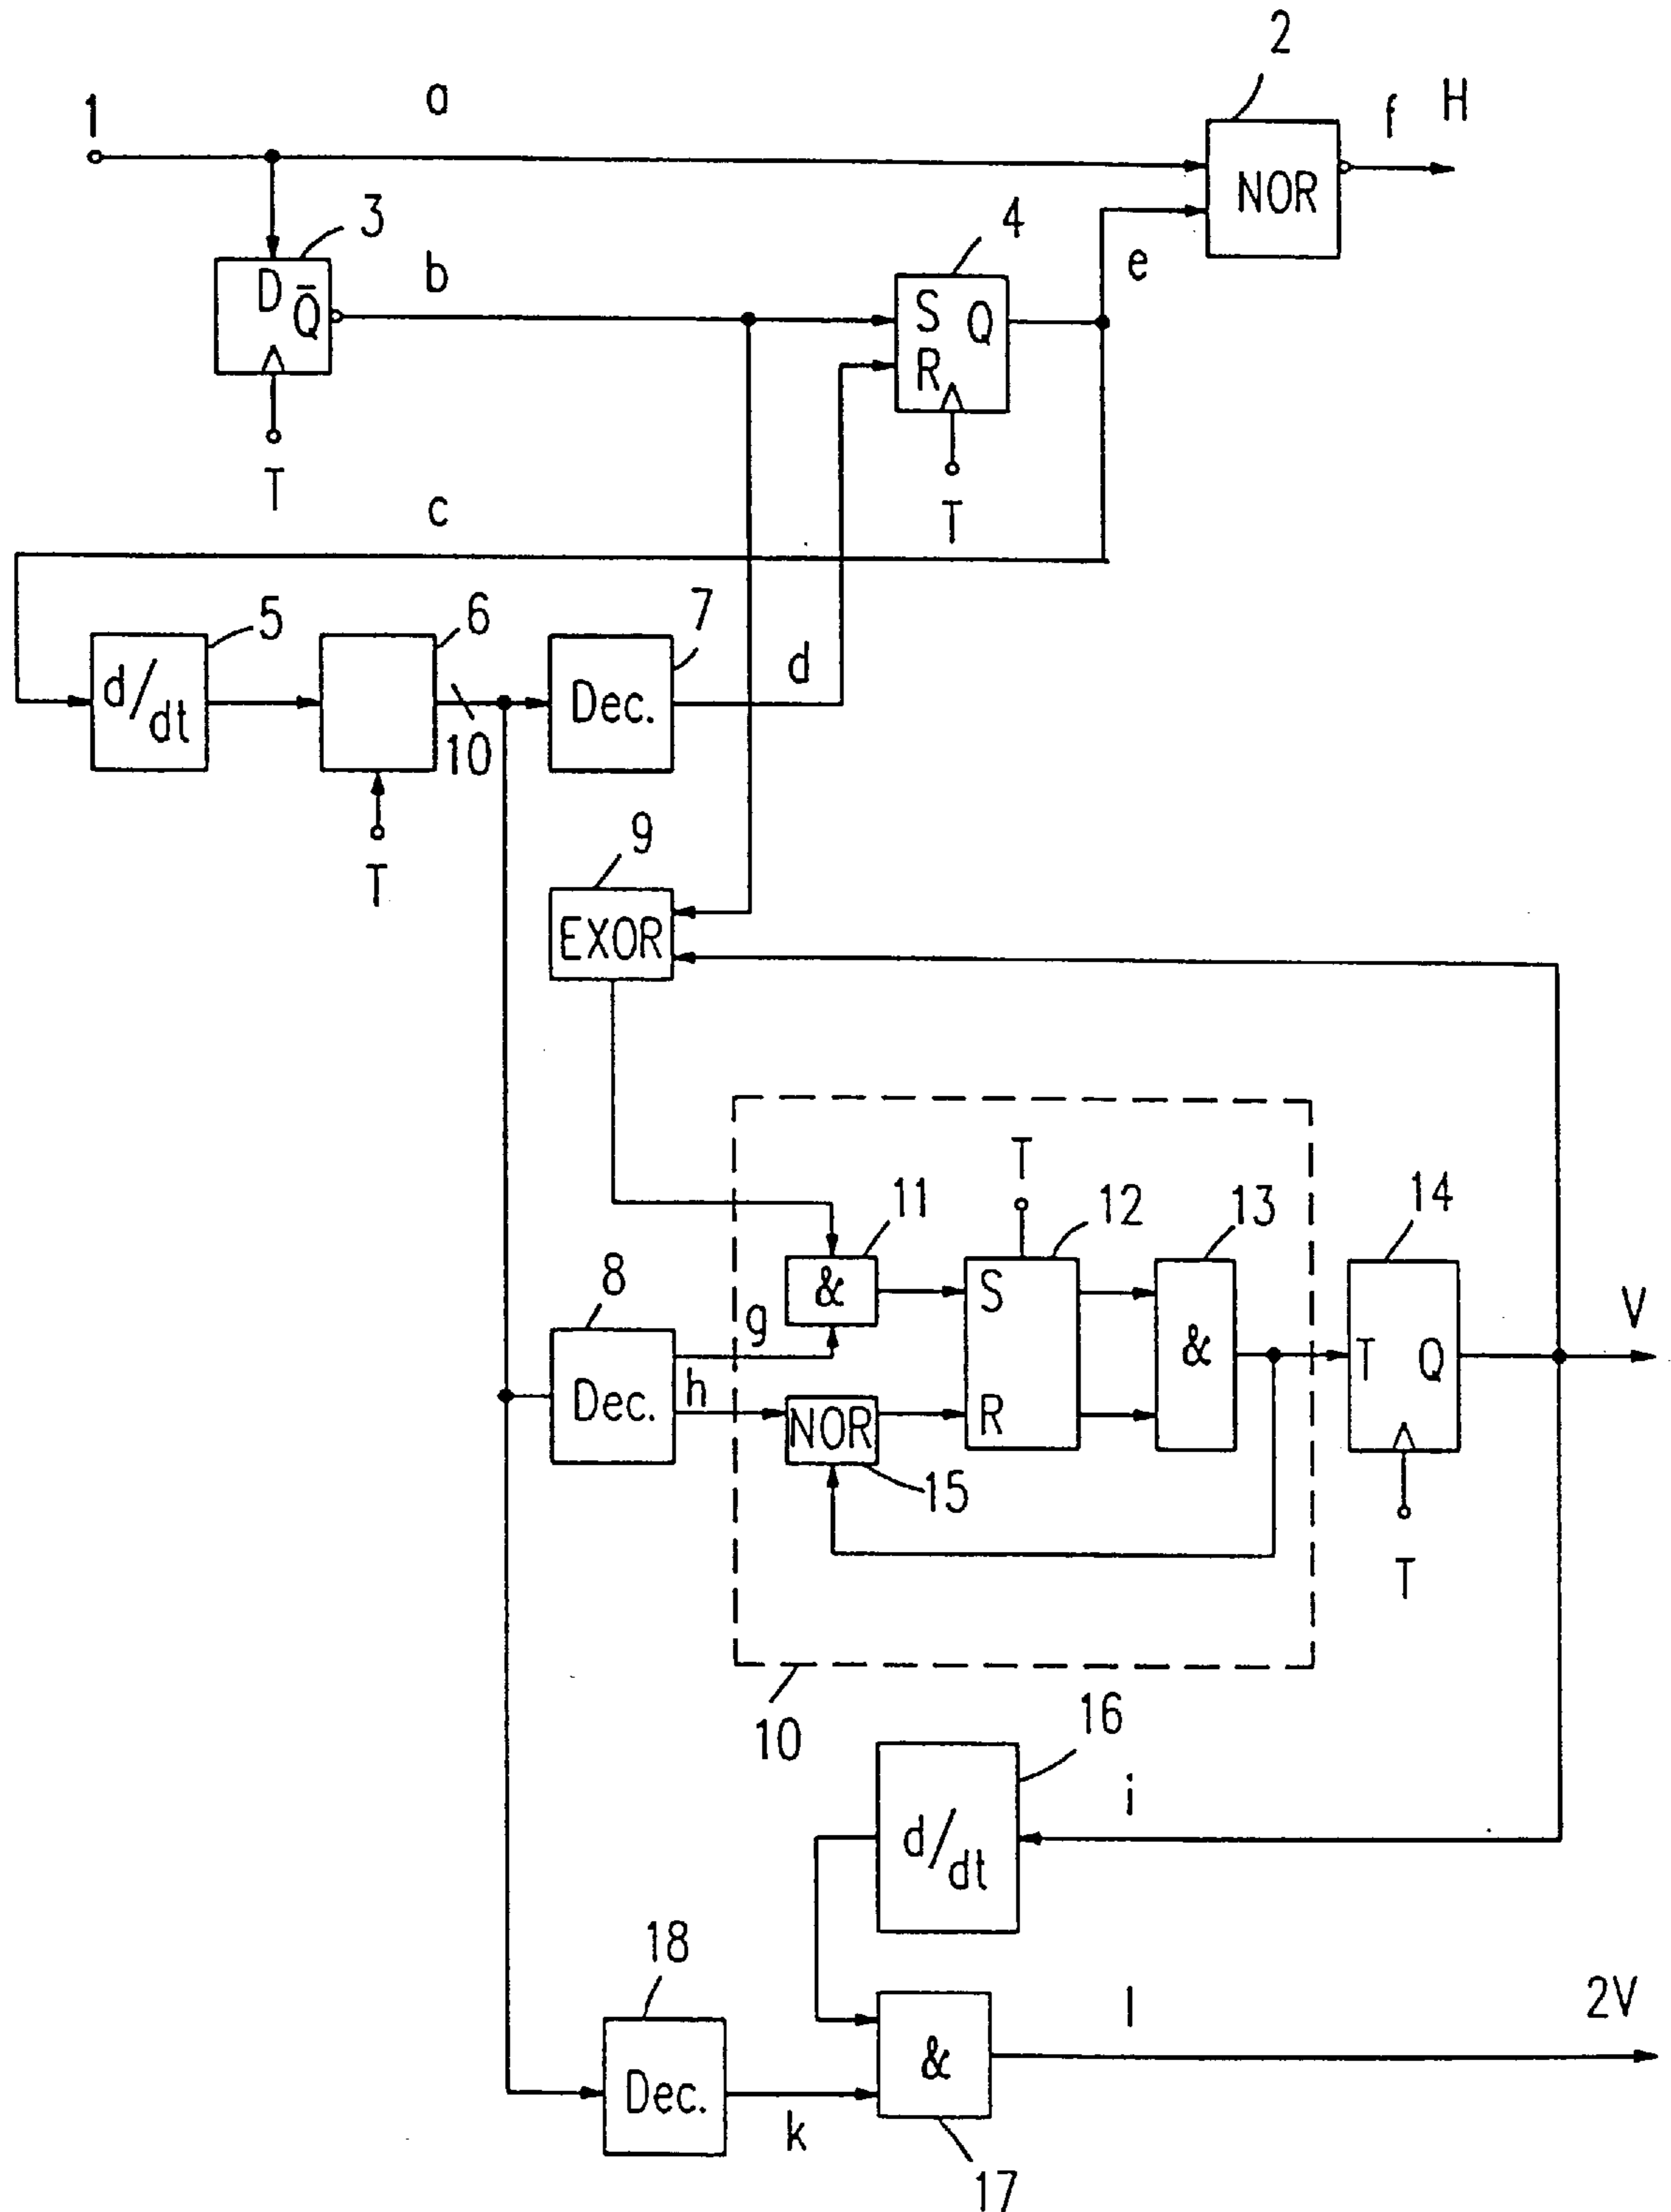 2
1
a
f H
NOR
3
D Q̄
b
4
S Q
R
e
T
T
c
5
6
7
d/dt
10
Dec.
d
T
9
EXOR
T
11
12
13
14
8
&
S
&
T Q
V
g
h
Dec.
NOR
R
15
T
10
16
i
d/dt
18
l
2V
&
Dec.
k
17